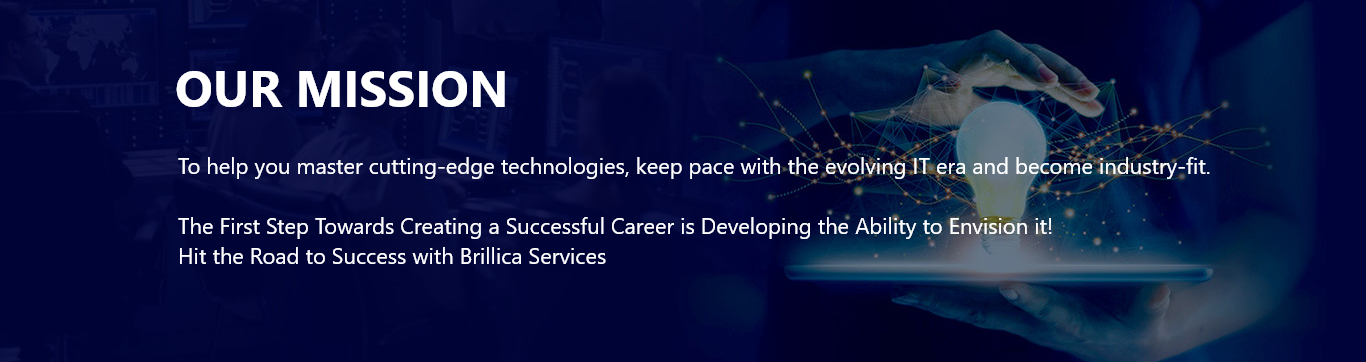 OUR MISSION
To help you master cutting-edge technologies, keep pace with the evolving IT era and become industry-fit.
The First Step Towards Creating a Successful Career is Developing the Ability to Envision it!
Hit the Road to Success with Brillica Services